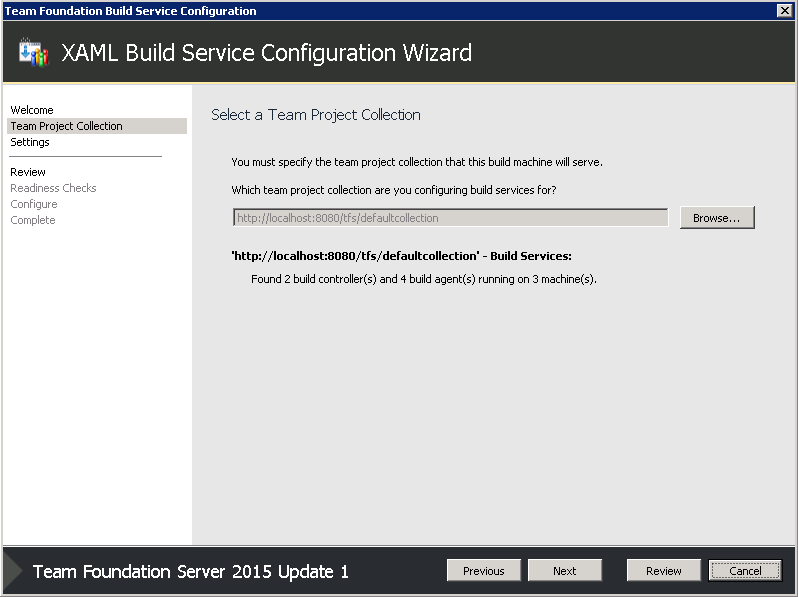 Team Foundation Build Service Configuration
XAML Build Service Configuration Wizard
Welcome
Team Project Collection
Settings
Review
Readiness Checks
Configure
Complete
Select a Team Project Collection
You must specify the team project collection that this build machine will serve.
Which team project collection are you configuring build services for?
http://localhost:8080/tfs/defaultcollection
Browse...
'http://localhost:8080/tfs/defaultcollection' - Build Services:
Found 2 build controller(s) and 4 build agent(s) running on 3 machine(s).
Team Foundation Server 2015 Update 1
Previous
Next
Review
Cancel